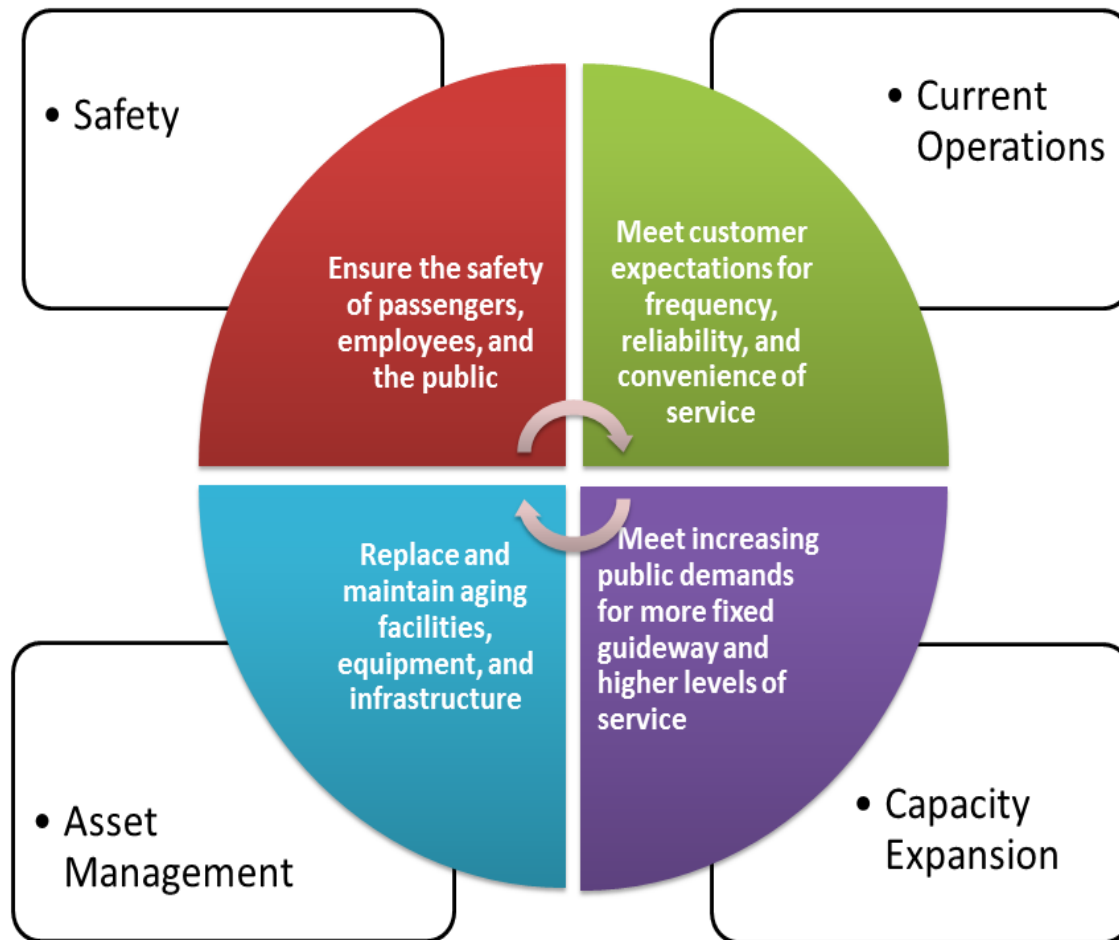 • Safety
Ensure the safety
of passengers,
employees, and
the public
• Current
Operations
Meet customer
expectations for
frequency,
reliability, and
convenience of
service
Replace and
maintain aging
facilities,
equipment, and
infrastructure
• Asset
Management
Meet increasing
public demands
for more fixed
guideway and
higher levels of
service
• Capacity
Expansion